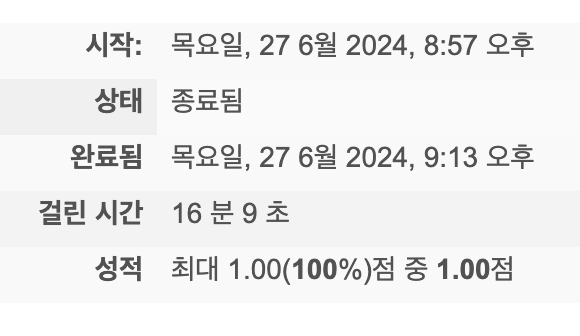 시작: 목요일, 27 6월 2024, 8:57 오후
상태 종료됨
완료됨 목요일, 27 6월 2024, 9:13 오후
걸린 시간 16 분 9 초
성적 최대 1.00(100%)점 중 1.00점